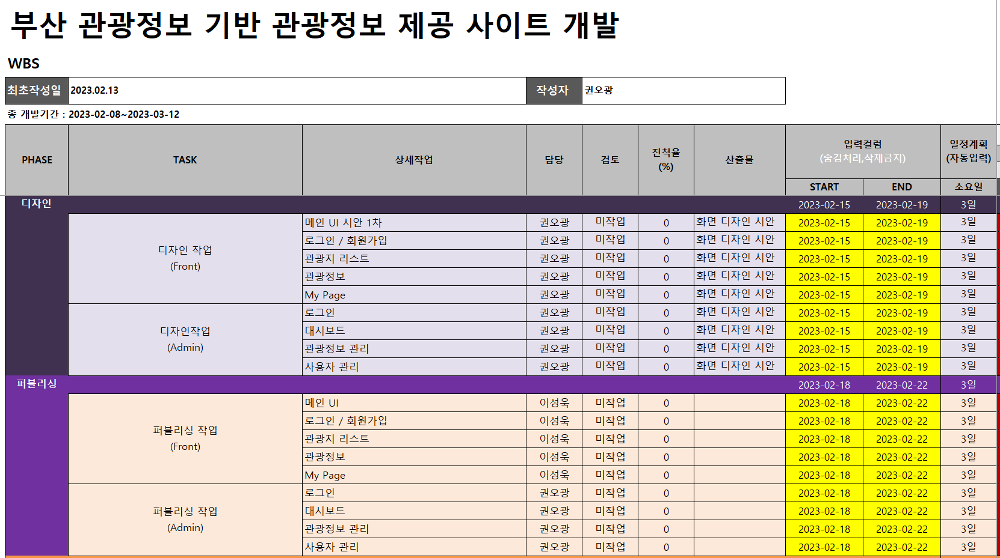 부산 관광정보 기반 관광정보 제공 사이트 개발
WBS
최초작성일 2023.02.13 작성자 권오광
총 개발기간 : 2023-02-08~2023-03-12
PHASE TASK 상세작업 담당 검토 진척율 (%) 산출물 입력컬럼 (숨김처리,삭제금지) 일정계획 (자동입력)
START END 소요일
디자인 2023-02-15 2023-02-19 3일
디자인 작업
(Front)
메인 UI 시안 1차 권오광 미작업 0 화면 디자인 시안 2023-02-15 2023-02-19 3일
로그인 / 회원가입 권오광 미작업 0 화면 디자인 시안 2023-02-15 2023-02-19 3일
관광지 리스트 권오광 미작업 0 화면 디자인 시안 2023-02-15 2023-02-19 3일
관광정보 권오광 미작업 0 화면 디자인 시안 2023-02-15 2023-02-19 3일
My Page 권오광 미작업 0 화면 디자인 시안 2023-02-15 2023-02-19 3일
디자인작업
(Admin)
로그인 권오광 미작업 0 화면 디자인 시안 2023-02-15 2023-02-19 3일
대시보드 권오광 미작업 0 화면 디자인 시안 2023-02-15 2023-02-19 3일
관광정보 관리 권오광 미작업 0 화면 디자인 시안 2023-02-15 2023-02-19 3일
사용자 관리 권오광 미작업 0 화면 디자인 시안 2023-02-15 2023-02-19 3일
퍼블리싱 2023-02-18 2023-02-22 3일
퍼블리싱 작업
(Front)
메인 UI 이성욱 미작업 0 2023-02-18 2023-02-22 3일
로그인 / 회원가입 이성욱 미작업 0 2023-02-18 2023-02-22 3일
관광지 리스트 이성욱 미작업 0 2023-02-18 2023-02-22 3일
관광정보 이성욱 미작업 0 2023-02-18 2023-02-22 3일
My Page 이성욱 미작업 0 2023-02-18 2023-02-22 3일
퍼블리싱 작업
(Admin)
로그인 권오광 미작업 0 2023-02-18 2023-02-22 3일
대시보드 권오광 미작업 0 2023-02-18 2023-02-22 3일
관광정보 관리 권오광 미작업 0 2023-02-18 2023-02-22 3일
사용자 관리 권오광 미작업 0 2023-02-18 2023-02-22 3일